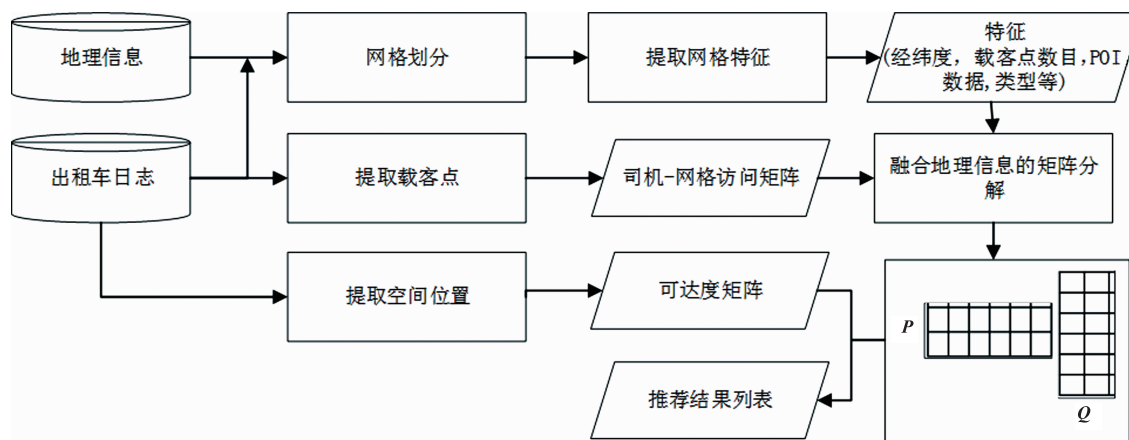 地理信息
网格划分
提取网格特征
特征
(经纬度, 载客点数目,POI
数据,类型等)
出租车日志
提取载客点
司机-网格访问矩阵
融合地理信息的矩阵分
解
提取空间位置
可达度矩阵
P
推荐结果列表
Q